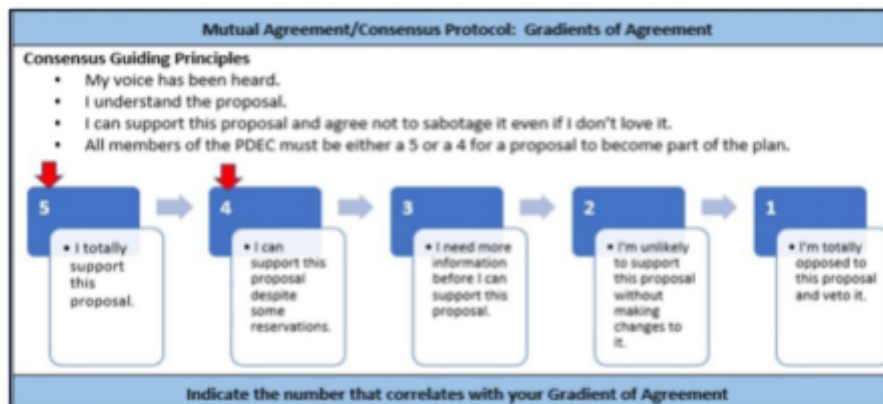 Mutual Agreement/Consensus Protocol: Gradients of Agreement
Consensus Guiding Principles
• My voice has been heard.
• I understand the proposal.
• I can support this proposal and agree not to sabotage it even if I don't love it.
• All members of the PDEC must be either a 5 or a 4 for a proposal to become part of the plan.
5
• I totally
support
this
proposal.
4
• I can
support this
proposal
despite
some
reservations.
3
• I need more
information
before I can
support this
proposal.
2
• I'm unlikely
to support
this proposal
without
making
changes to
it.
1
• I'm totally
opposed to
this proposal
and veto it.
Indicate the number that correlates with your Gradient of Agreement